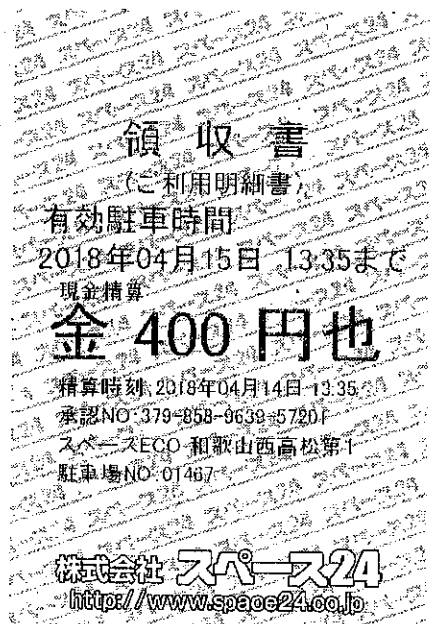 領収書
(ご利用明細書)
有効駐車時間
2018年04月15日 13:35まで
現金精算
金 400 円也
精算時刻 2018年04月14日 13:35
承認NO 379-858-9639-5720f
スペースECO 和歌山西高松第1
駐車場NO 01467
株式会社 スペース24
http://www.space24.co.jp